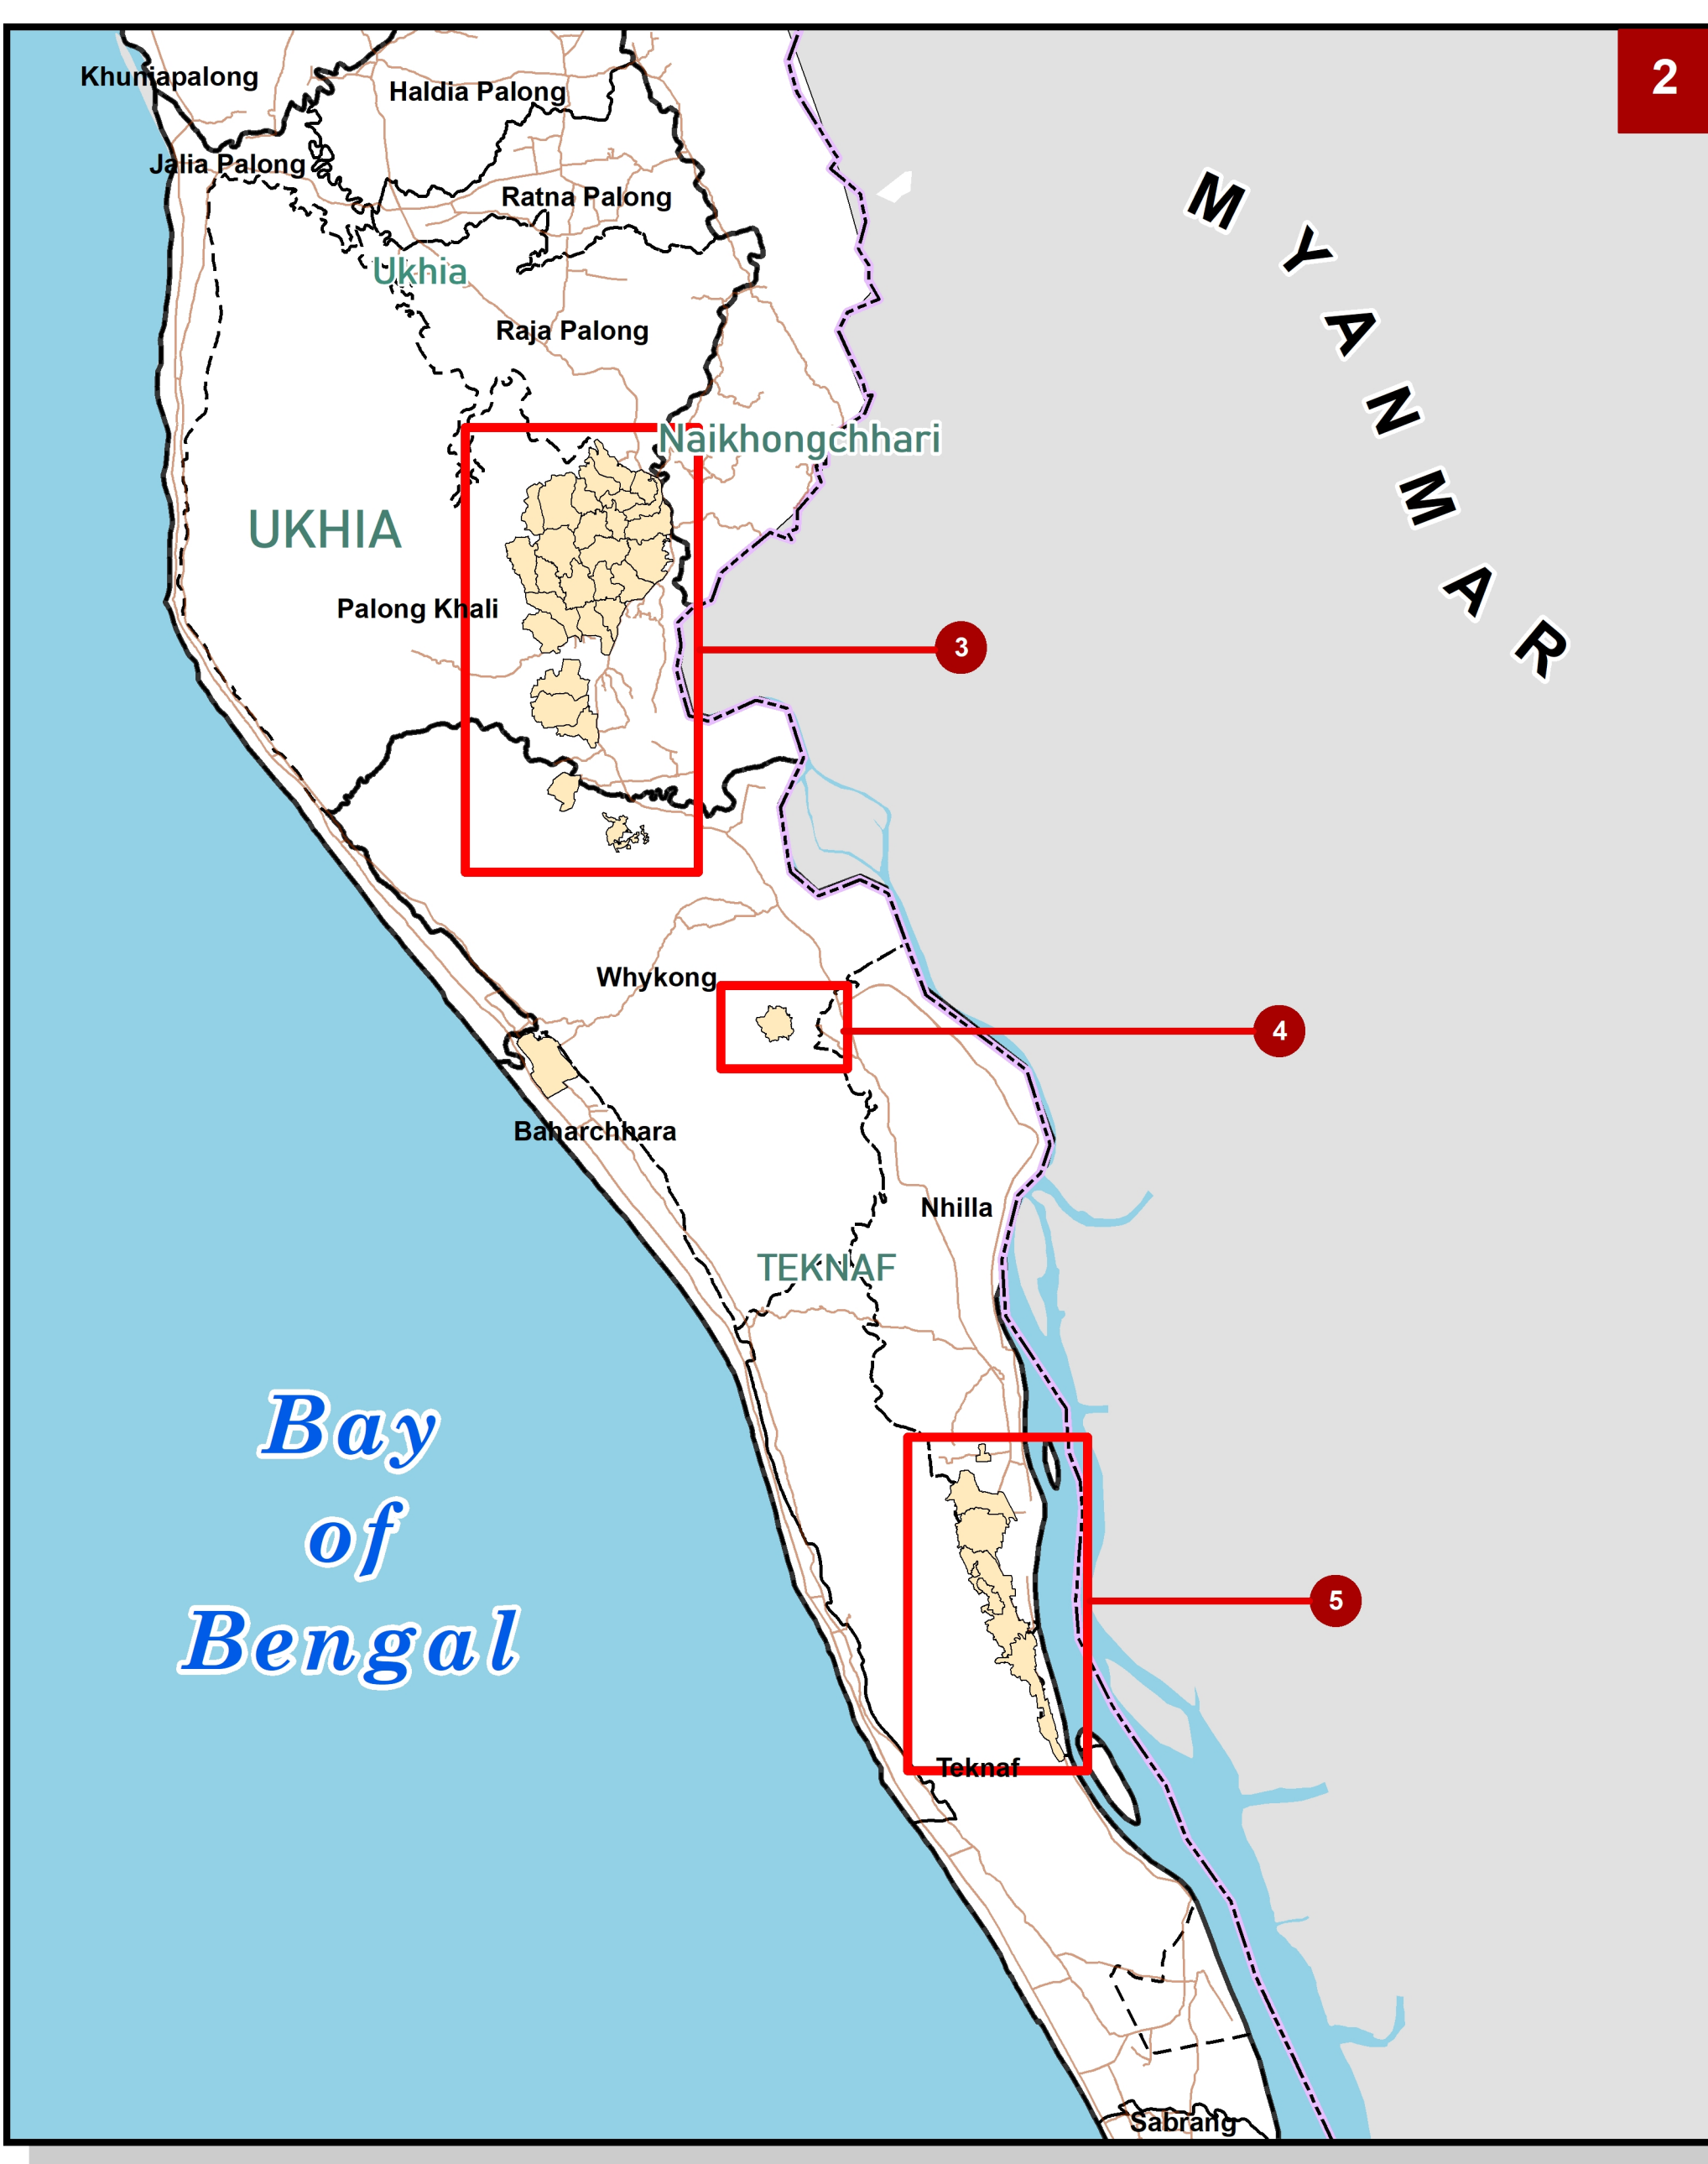 2
Khuniapalong
Haldia Palong
Jalia Palong
Ratna Palong
MYANMAR
Ukhia
Raja Palong
Naikhongchhari
UKHIA
Palong Khali
3
Whykong
4
Baharchhara
Nhilla
TEKNAF
Bay
of
Bengal
5
Teknaf
Sabrang